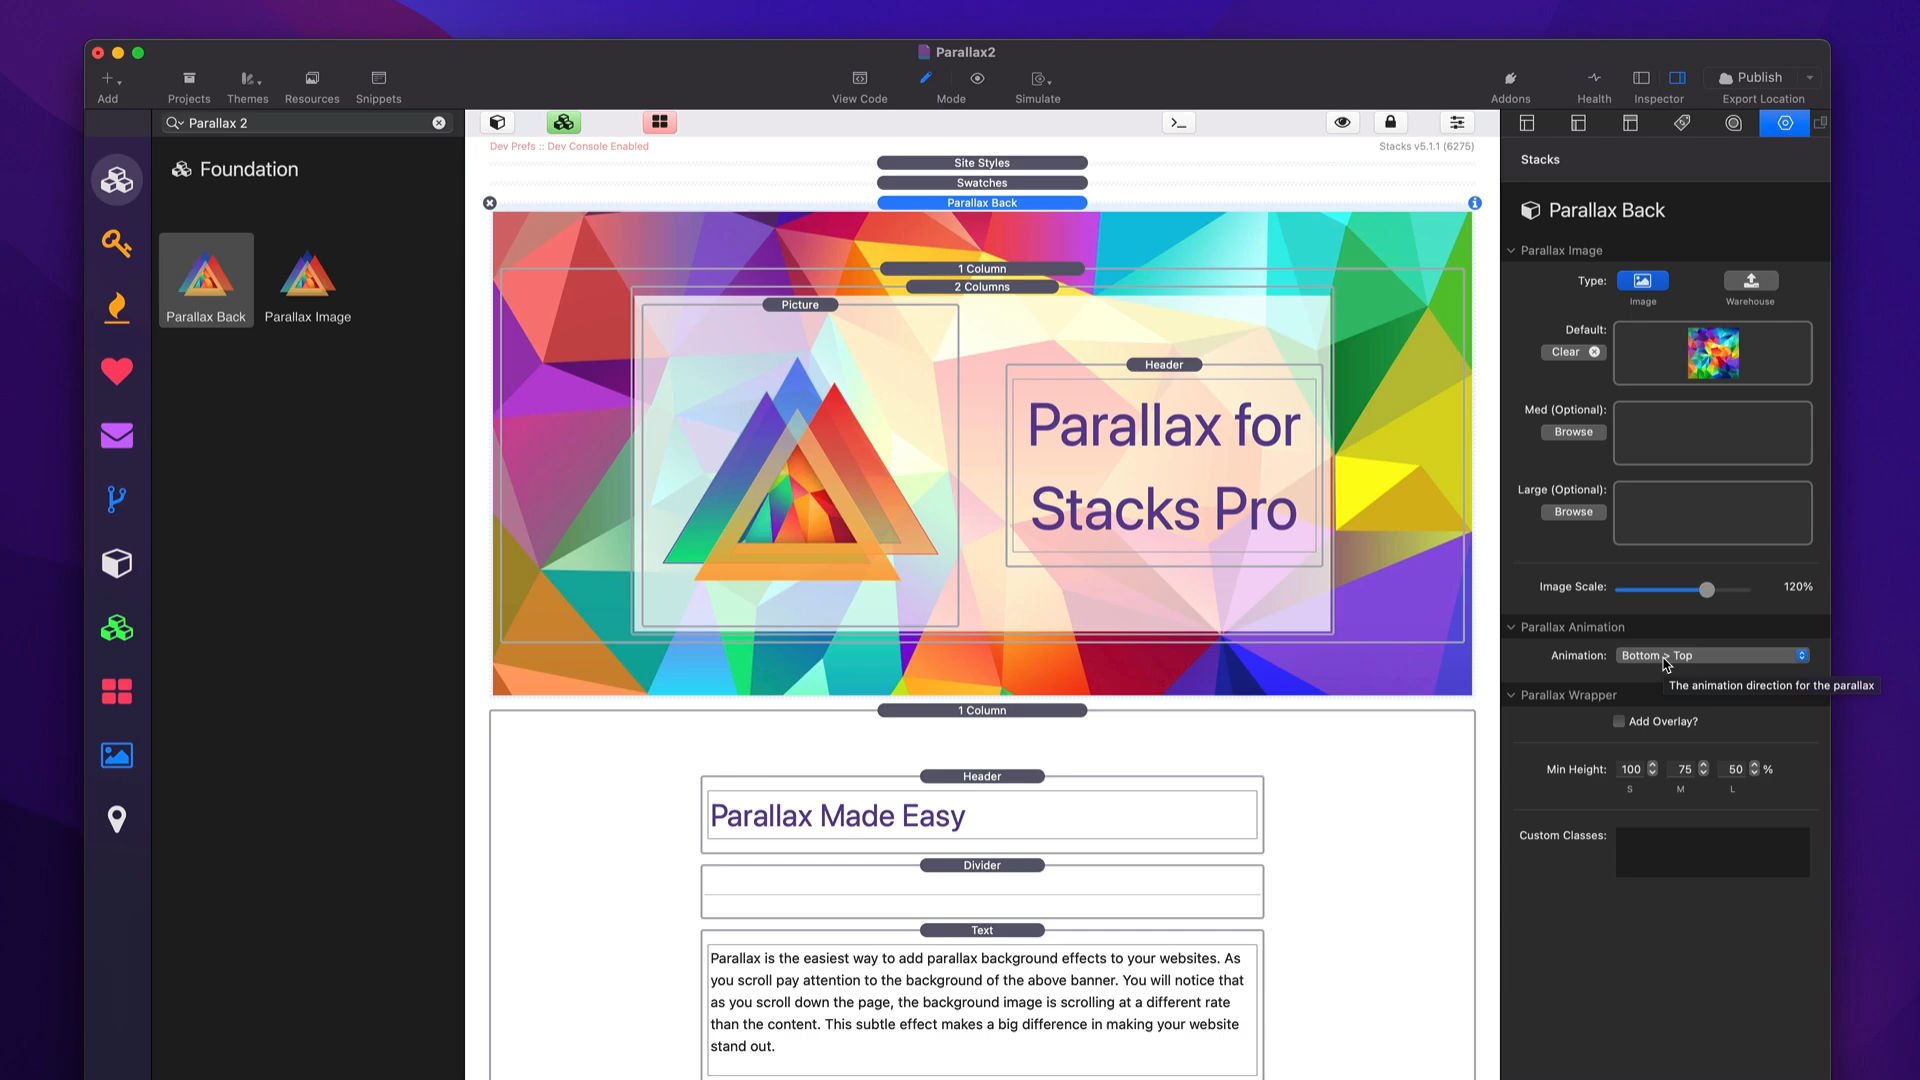 Parallax2
Add
Projects
Themes
Resources
Snippets
View Code
Mode
Simulate
Addons
Health
Inspector
Publish
Export Location
Parallax 2
Foundation
Parallax Back
Parallax Image
Dev Prefs :: Dev Console Enabled
Stacks v5.1.1 (6275)
Site Styles
Swatches
Parallax Back
1 Column
2 Columns
Picture
Header
Parallax for
Stacks Pro
1 Column
Header
Parallax Made Easy
Divider
Text
Parallax is the easiest way to add parallax background effects to your websites. As
you scroll pay attention to the background of the above banner. You will notice that
as you scroll down the page, the background image is scrolling at a different rate
than the content. This subtle effect makes a big difference in making your website
stand out.
Stacks
Parallax Back
Parallax Image
Type:
Image
Warehouse
Default:
Clear
Med (Optional):
Browse
Large (Optional):
Browse
Image Scale:
120%
Parallax Animation
Animation:
Bottom > Top
The animation direction for the parallax
Parallax Wrapper
Add Overlay?
Min Height:
100
75
50
%
S
M
L
Custom Classes: